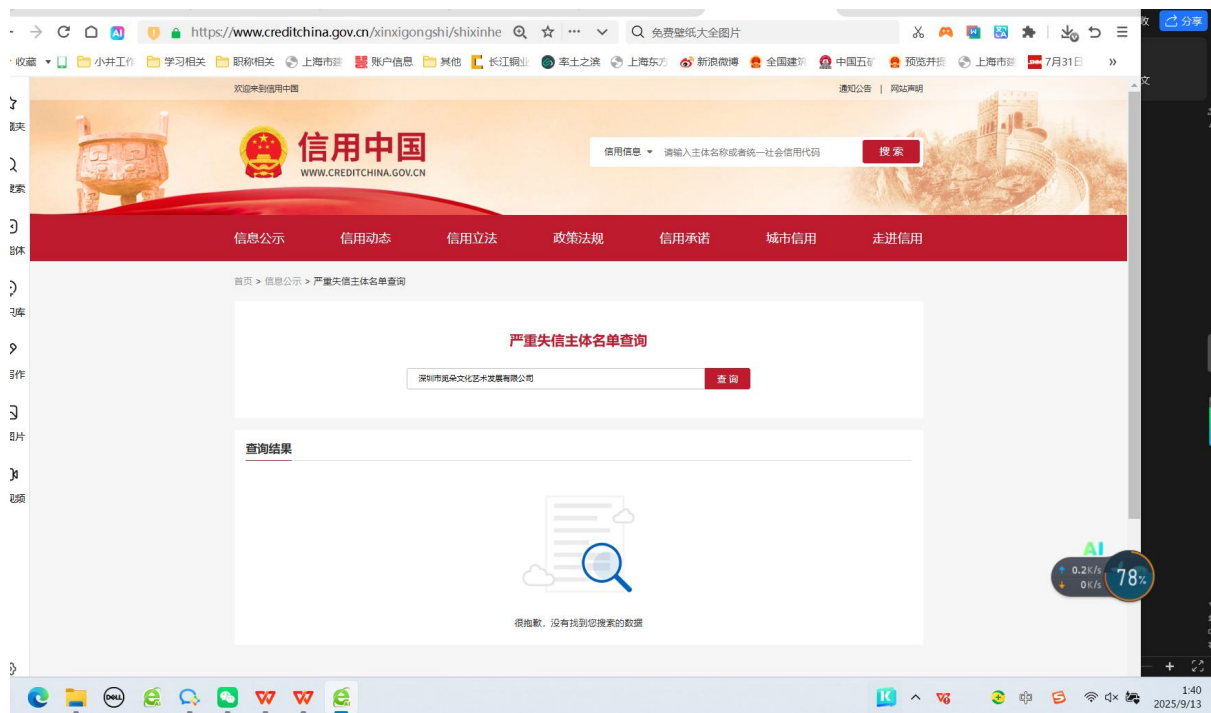 https://www.creditchina.gov.cn/xinxigongshi/shixinhe
免费壁纸大全图片
分享
收藏 小井工作 学习相关 职称相关 上海市建 账户信息 其他 长江铜业 率土之滨 上海东方 新浪微博 全国建筑 中国五矿 预览并提 上海市建 7月31日 »
欢迎来到信用中国
通知公告 | 网站声明
信用中国
WWW.CREDITCHINA.GOV.CN
信用信息 请输入主体名称或者统一社会信用代码 搜索
信息公示 信用动态 信用立法 政策法规 信用承诺 城市信用 走进信用
首页 > 信息公示 > 严重失信主体名单查询
严重失信主体名单查询
深圳市觅朵文化艺术发展有限公司 查询
查询结果
很抱歉，没有找到您搜索的数据
AI
0.2K/s
0K/s
78%
DELL
中
1:40
2025/9/13